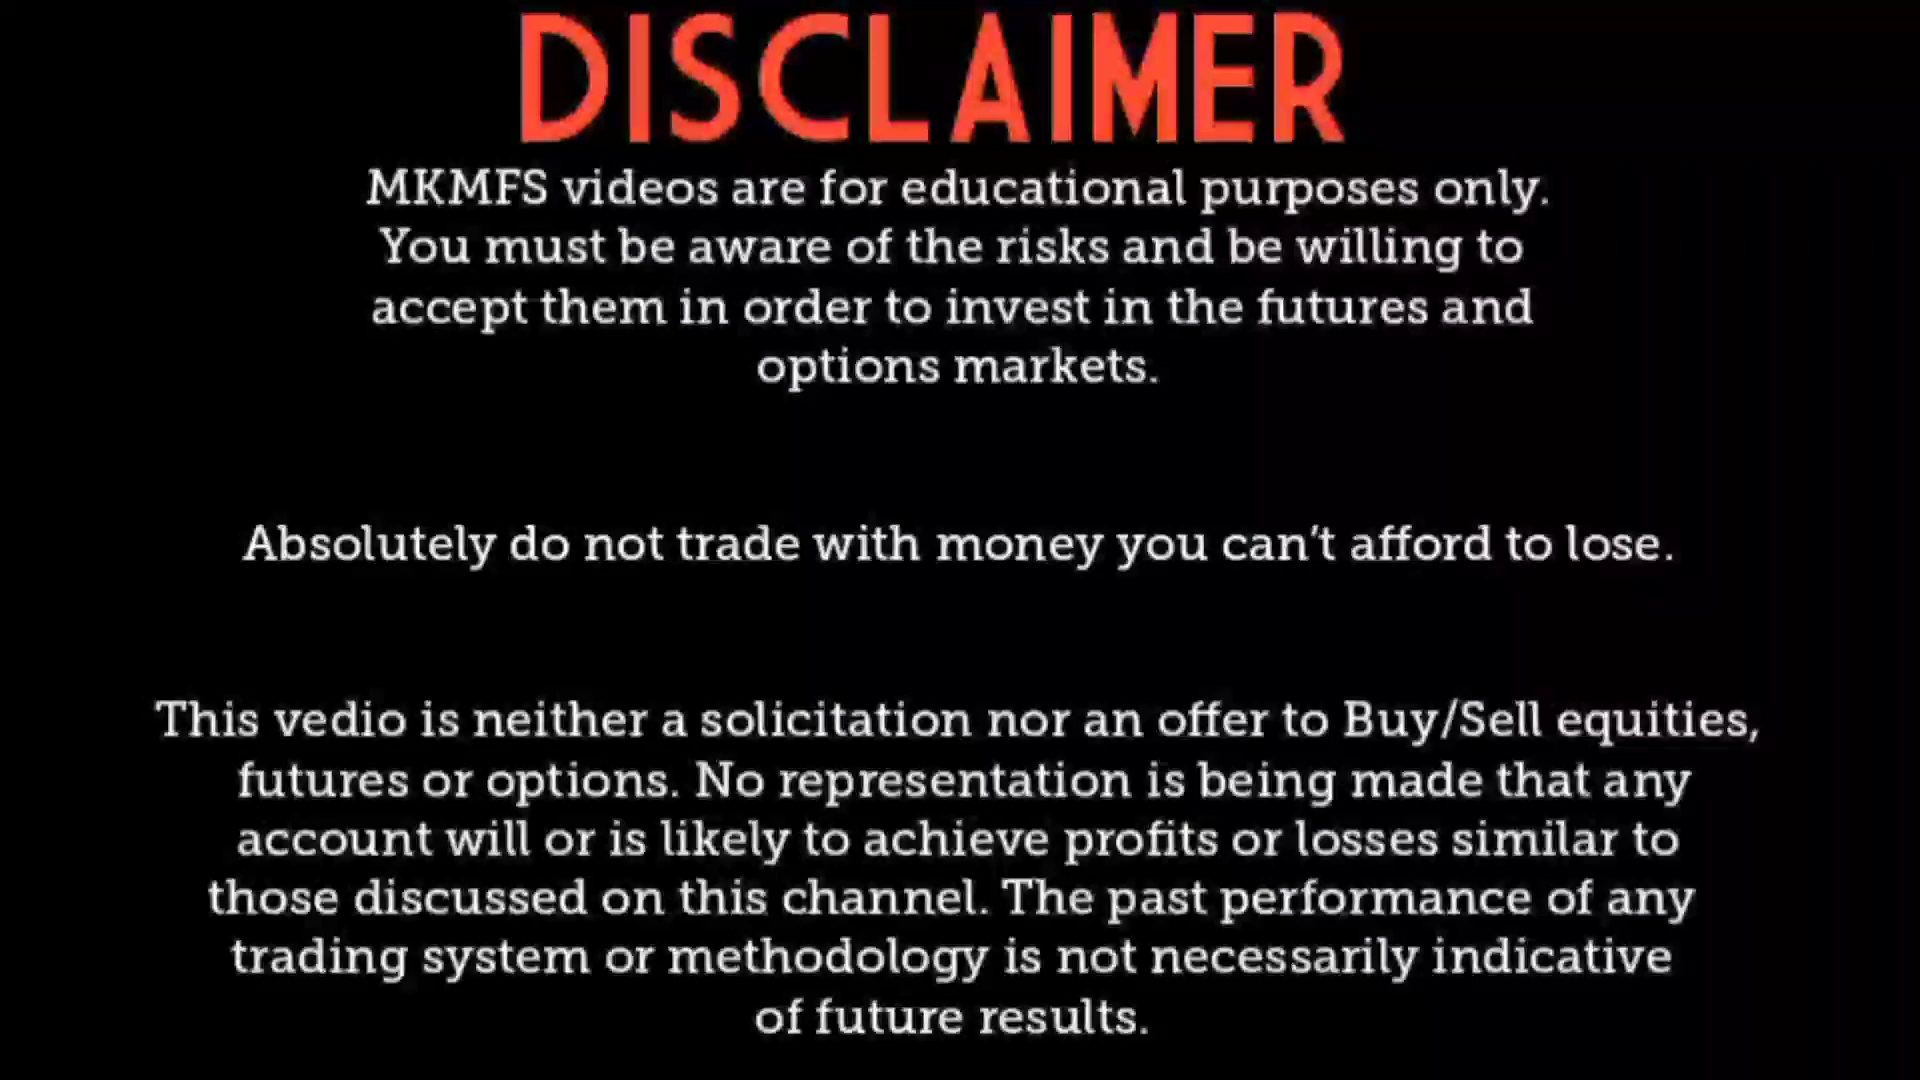 DISCLAIMER
MKMFS videos are for educational purposes only.
You must be aware of the risks and be willing to
accept them in order to invest in the futures and
options markets.
Absolutely do not trade with money you can't afford to lose.
This vedio is neither a solicitation nor an offer to Buy/Sell equities,
futures or options. No representation is being made that any
account will or is likely to achieve profits or losses similar to
those discussed on this channel. The past performance of any
trading system or methodology is not necessarily indicative
of future results.